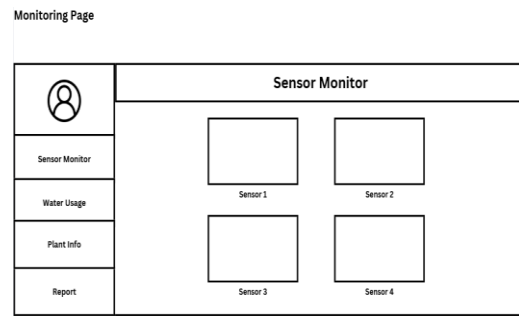 Monitoring Page
Sensor Monitor
Sensor Monitor
Water Usage
Plant Info
Report
Sensor 1
Sensor 2
Sensor 3
Sensor 4